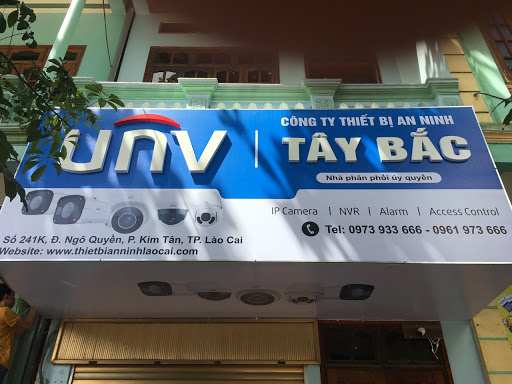 unv
CÔNG TY THIẾT BỊ AN NINH
TÂY BẮC
Nhà phân phối ủy quyền
IP Camera | NVR | Alarm | Access Control
Tel: 0973 933 666 - 0961 973 666
Số 241K, Đ. Ngô Quyền, P. Kim Tân, TP. Lào Cai
Website: www.thietbianninhlaocai.com